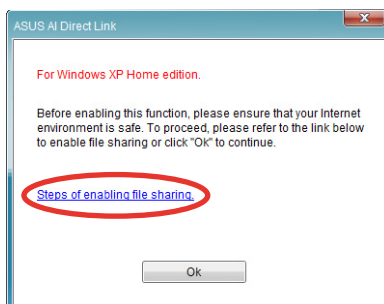 ASUS AI Direct Link
For Windows XP Home edition.
Before enabling this function, please ensure that your Internet
environment is safe. To proceed, please refer to the link below
to enable file sharing or click "Ok" to continue.
Steps of enabling file sharing.
Ok